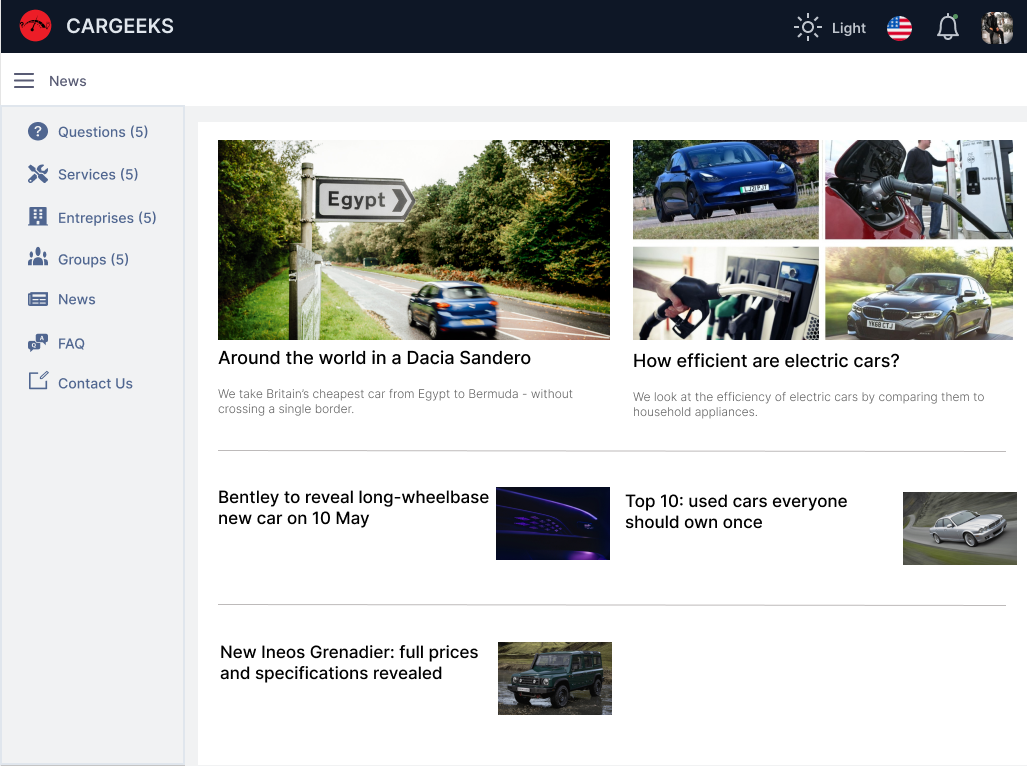 CARGEEKS
Light
News
Questions (5)
Services (5)
Entreprises (5)
Groups (5)
News
FAQ
Contact Us
Egypt
Around the world in a Dacia Sandero
We take Britain's cheapest car from Egypt to Bermuda - without
crossing a single border.
YK68 CTJ
How efficient are electric cars?
We look at the efficiency of electric cars by comparing them to
household appliances.
Bentley to reveal long-wheelbase
new car on 10 May
Top 10: used cars everyone
should own once
New Ineos Grenadier: full prices
and specifications revealed